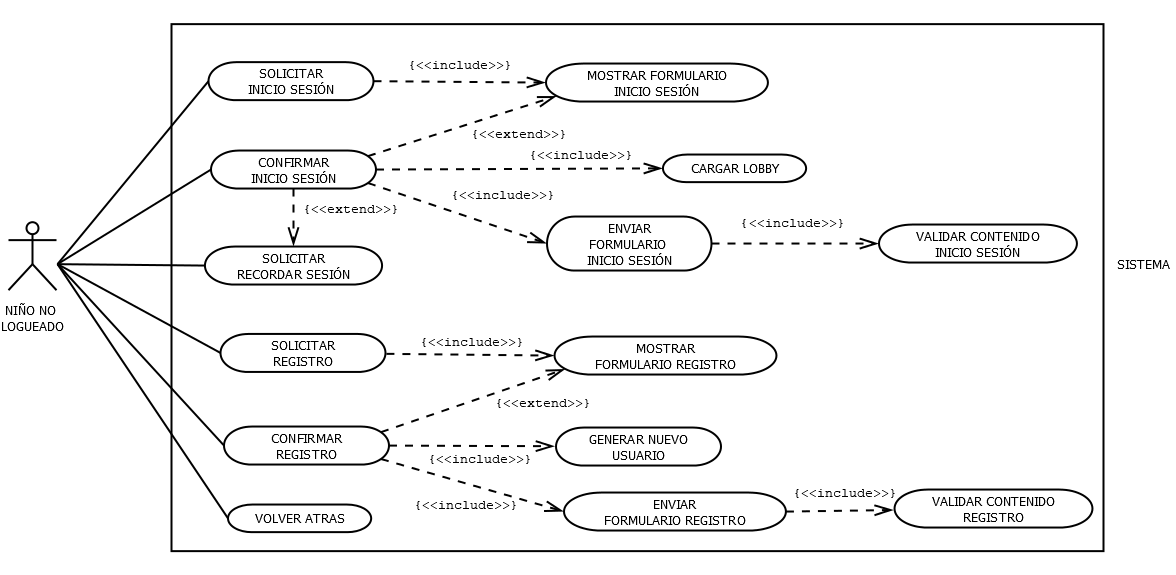 SOLICITAR
INICIO SESIÓN
{<<include>>}
MOSTRAR FORMULARIO
INICIO SESIÓN
{<<extend>>}
CONFIRMAR
INICIO SESIÓN
{<<include>>}
CARGAR LOBBY
{<<include>>}
{<<extend>>}
ENVIAR
FORMULARIO
INICIO SESIÓN
{<<include>>}
VALIDAR CONTENIDO
INICIO SESIÓN
SOLICITAR
RECORDAR SESIÓN
SISTEMA
NIÑO NO
LOGUEADO
SOLICITAR
REGISTRO
{<<include>>}
MOSTRAR
FORMULARIO REGISTRO
{<<extend>>}
CONFIRMAR
REGISTRO
{<<include>>}
GENERAR NUEVO
USUARIO
{<<include>>}
ENVIAR
FORMULARIO REGISTRO
{<<include>>}
VALIDAR CONTENIDO
REGISTRO
VOLVER ATRAS